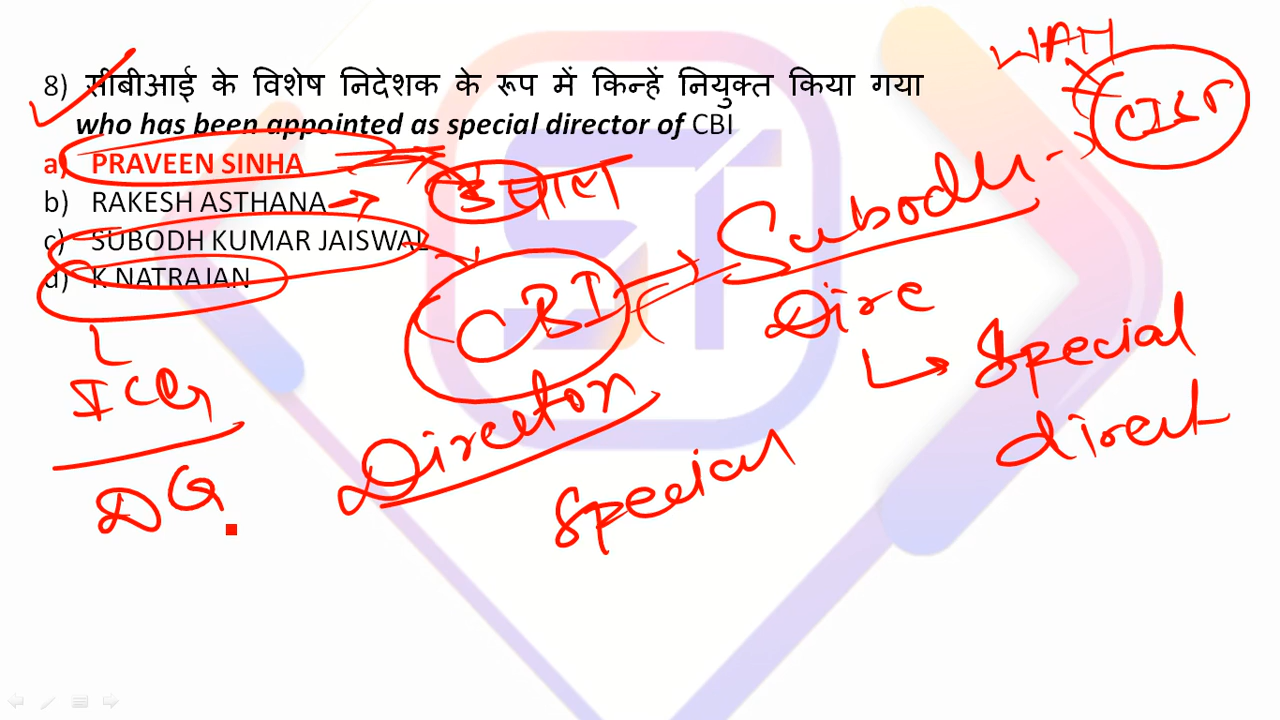 8) सीबीआई के विशेष निदेशक के रूप में किन्हें नियुक्त किया गया
who has been appointed as special director of CBI
a) PRAVEEN SINHA
b) RAKESH ASTHANA
c) SUBODH KUMAR JAISWAL
d) K NATRAJAN
CBI
Subodh
Dire
Special
direct
Director
Special
ICG
DG